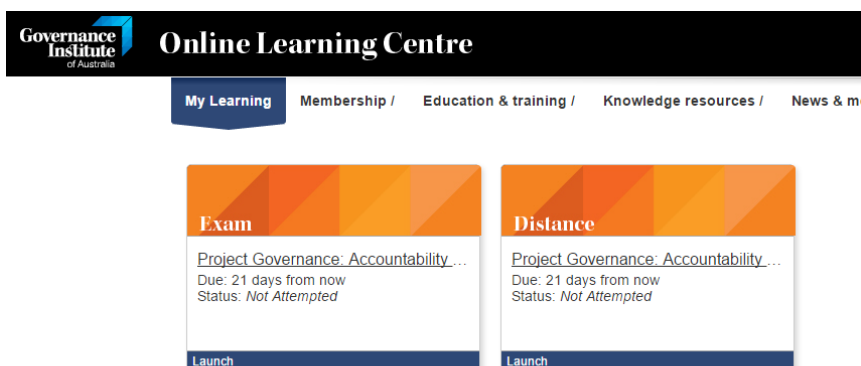 Governance
Institute
of Australia
Online Learning Centre
My Learning
Membership /
Education & training /
Knowledge resources /
News & m
Exam
Project Governance: Accountability ...
Due: 21 days from now
Status: Not Attempted
Launch
Distance
Project Governance: Accountability ...
Due: 21 days from now
Status: Not Attempted
Launch